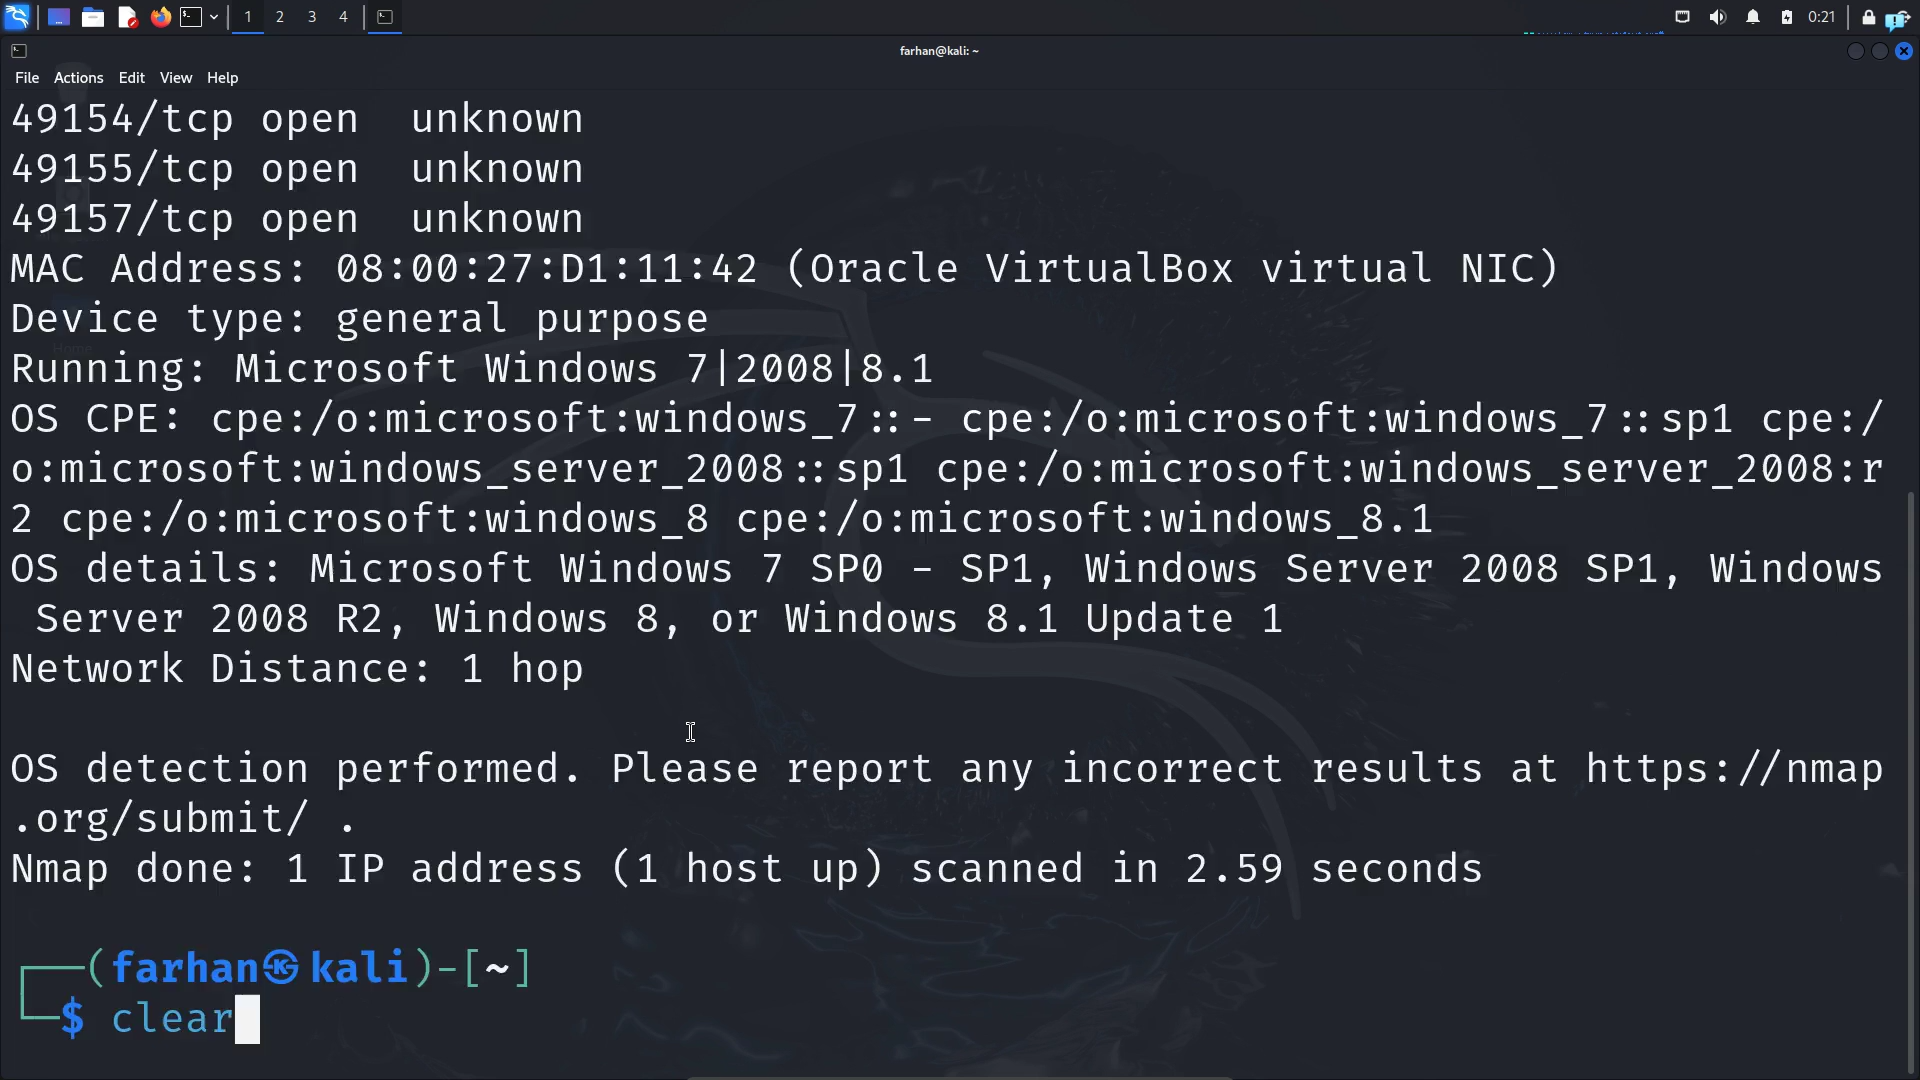 1 2 3 4 0:21
farhan@kali: ~
File Actions Edit View Help
49154/tcp open  unknown
49155/tcp open  unknown
49157/tcp open  unknown
MAC Address: 08:00:27:D1:11:42 (Oracle VirtualBox virtual NIC)
Device type: general purpose
Running: Microsoft Windows 7|2008|8.1
OS CPE: cpe:/o:microsoft:windows_7::- cpe:/o:microsoft:windows_7::sp1 cpe:/
o:microsoft:windows_server_2008::sp1 cpe:/o:microsoft:windows_server_2008:r
2 cpe:/o:microsoft:windows_8 cpe:/o:microsoft:windows_8.1
OS details: Microsoft Windows 7 SP0 - SP1, Windows Server 2008 SP1, Windows
Server 2008 R2, Windows 8, or Windows 8.1 Update 1
Network Distance: 1 hop
OS detection performed. Please report any incorrect results at https://nmap
.org/submit/ .
Nmap done: 1 IP address (1 host up) scanned in 2.59 seconds
┌──(farhan㉿kali)-[~]
└─$ clear